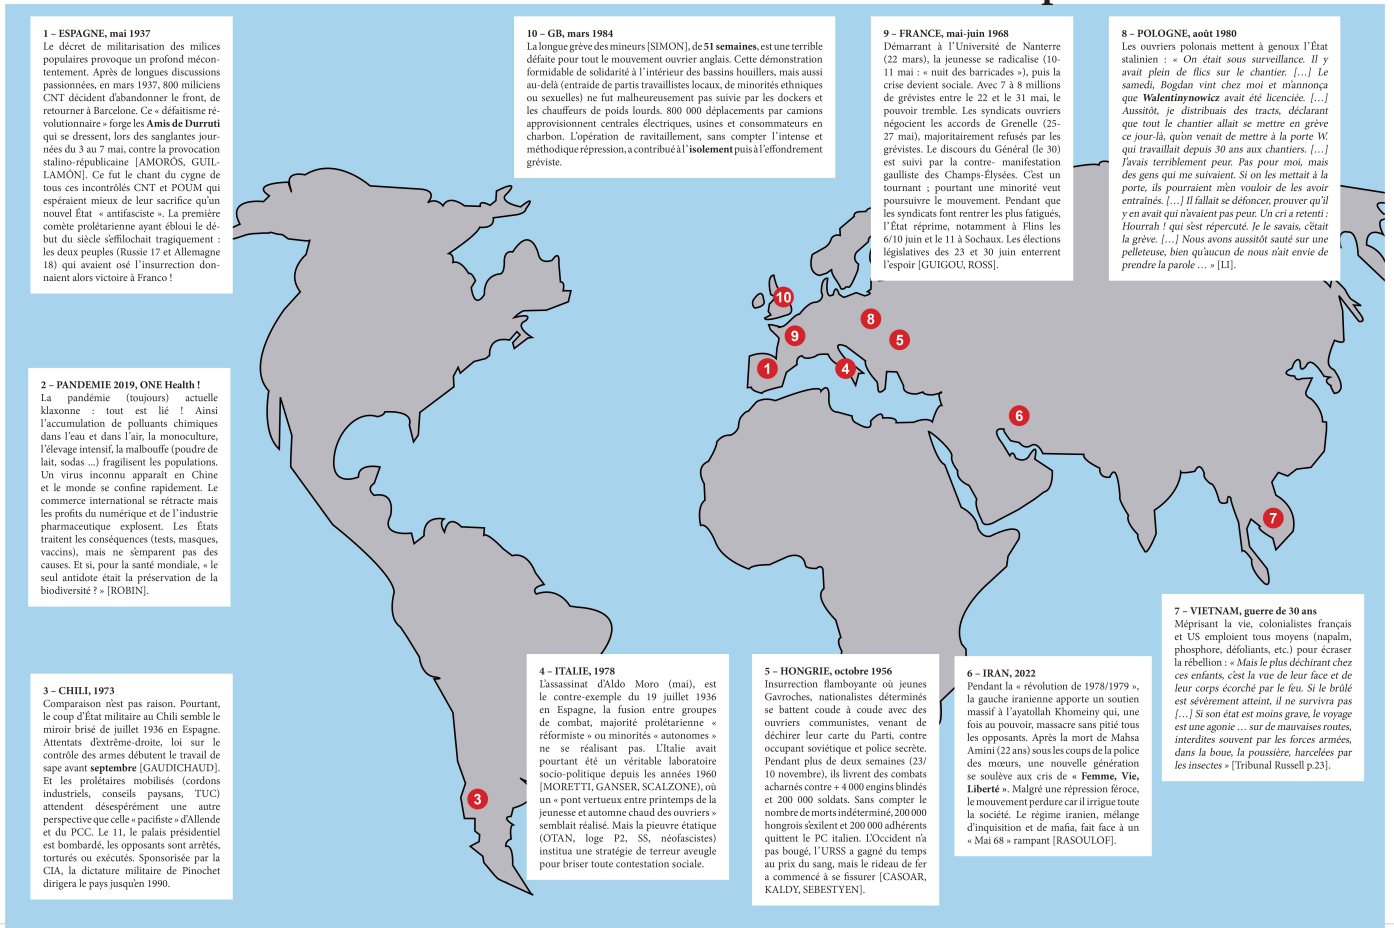 1 – ESPAGNE, mai 1937
Le décret de militarisation des milices
populaires provoque un profond mécon-
tentement. Après de longues discussions
passionnées, en mars 1937, 800 miliciens
CNT décident d'abandonner le front, de
retourner à Barcelone. Ce « défaitisme ré-
volutionnaire » forge les Amis de Durruti
qui se dressent, lors des sanglantes jour-
nées du 3 au 7 mai, contre la provocation
stalino-républicaine [AMORÓS, GUIL-
LAMÓN]. Ce fut le chant du cygne de
tous ces incontrôlés CNT et POUM qui
espéraient mieux de leur sacrifice qu'un
nouvel État « antifasciste ». La première
comète prolétarienne ayant ébloui le dé-
but du siècle s'effilochait tragiquement :
les deux peuples (Russie 17 et Allemagne
18) qui avaient osé l'insurrection don-
naient alors victoire à Franco !
10 – GB, mars 1984
La longue grève des mineurs [SIMON], de 51 semaines, est une terrible
défaite pour tout le mouvement ouvrier anglais. Cette démonstration
formidable de solidarité à l'intérieur des bassins houillers, mais aussi
au-delà (entraide de partis travaillistes locaux, de minorités ethniques
ou sexuelles) ne fut malheureusement pas suivie par les dockers et
les chauffeurs de poids lourds. 800 000 déplacements par camions
approvisionnent centrales électriques, usines et consommateurs en
charbon. L'opération de ravitaillement, sans compter l'intense et
méthodique répression, a contribué à l'isolement puis à l'effondrement
gréviste.
9 – FRANCE, mai-juin 1968
Démarrant à l'Université de Nanterre
(22 mars), la jeunesse se radicalise (10-
11 mai : « nuit des barricades »), puis la
crise devient sociale. Avec 7 à 8 millions
de grévistes entre le 22 et le 31 mai, le
pouvoir tremble. Les syndicats ouvriers
négocient les accords de Grenelle (25-
27 mai), majoritairement refusés par les
grévistes. Le discours du Général (le 30)
est suivi par la contre- manifestation
gaulliste des Champs-Élysées. C'est un
tournant ; pourtant une minorité veut
poursuivre le mouvement. Pendant que
les syndicats font rentrer les plus fatigués,
l'État réprime, notamment à Flins les
6/10 juin et le 11 à Sochaux. Les élections
législatives des 23 et 30 juin enterrent
l'espoir [GUIGOU, ROSS].
8 – POLOGNE, août 1980
Les ouvriers polonais mettent à genoux l'État
stalinien : « On était sous surveillance. Il y
avait plein de flics sur le chantier. […] Le
samedi, Bogdan vint chez moi et m'annonça
que Walentinynowicz avait été licenciée. […]
Aussitôt, je distribuais des tracts, déclarant
que tout le chantier allait se mettre en grève
ce jour-là, qu'on venait de mettre à la porte W.
qui travaillait depuis 30 ans aux chantiers. […]
J'avais terriblement peur. Pas pour moi, mais
des gens qui me suivaient. Si on les mettait à la
porte, ils pourraient m'en vouloir de les avoir
entraînés. […] Il fallait se défoncer, prouver qu'il
y en avait qui n'avaient pas peur. Un cri a retenti :
Hourrah ! qui s'est répercuté. Je le savais, c'était
la grève. […] Nous avons aussitôt sauté sur une
pelleteuse, bien qu'aucun de nous n'ait envie de
prendre la parole … » [LI].
2 – PANDEMIE 2019, ONE Health !
La pandémie (toujours) actuelle
klaxonne : tout est lié ! Ainsi
l'accumulation de polluants chimiques
dans l'eau et dans l'air, la monoculture,
l'élevage intensif, la malbouffe (poudre de
lait, sodas ...) fragilisent les populations.
Un virus inconnu apparaît en Chine
et le monde se confine rapidement. Le
commerce international se rétracte mais
les profits du numérique et de l'industrie
pharmaceutique explosent. Les États
traitent les conséquences (tests, masques,
vaccins), mais ne s'emparent pas des
causes. Et si, pour la santé mondiale, « le
seul antidote était la préservation de la
biodiversité ? » [ROBIN].
10
8
9
5
1
4
6
7
3
3 – CHILI, 1973
Comparaison n'est pas raison. Pourtant,
le coup d'État militaire au Chili semble le
miroir brisé de juillet 1936 en Espagne.
Attentats d'extrême-droite, loi sur le
contrôle des armes débutent le travail de
sape avant septembre [GAUDICHAUD].
Et les prolétaires mobilisés (cordons
industriels, conseils paysans, TUC)
attendent désespérément une autre
perspective que celle « pacifiste » d'Allende
et du PCC. Le 11, le palais présidentiel
est bombardé, les opposants sont arrêtés,
torturés ou exécutés. Sponsorisée par la
CIA, la dictature militaire de Pinochet
dirigera le pays jusqu'en 1990.
4 – ITALIE, 1978
L'assassinat d'Aldo Moro (mai), est
le contre-exemple du 19 juillet 1936
en Espagne, la fusion entre groupes
de combat, majorité prolétarienne «
réformiste » ou minorités « autonomes »
ne se réalisant pas. L'Italie avait
pourtant été un véritable laboratoire
socio-politique depuis les années 1960
[MORETTI, GANSER, SCALZONE), où
un « pont vertueux entre printemps de la
jeunesse et automne chaud des ouvriers »
semblait réalisé. Mais la pieuvre étatique
(OTAN, loge P2, SS, néofascistes)
institua une stratégie de terreur aveugle
pour briser toute contestation sociale.
5 – HONGRIE, octobre 1956
Insurrection flamboyante où jeunes
Gavroches, nationalistes déterminés
se battent coude à coude avec des
ouvriers communistes, venant de
déchirer leur carte du Parti, contre
occupant soviétique et police secrète.
Pendant plus de deux semaines (23/
10 novembre), ils livrent des combats
acharnés contre + 4 000 engins blindés
et 200 000 soldats. Sans compter le
nombre de morts indéterminé, 200 000
hongrois s'exilent et 200 000 adhérents
quittent le PC italien. L'Occident n'a
pas bougé, l'URSS a gagné du temps
au prix du sang, mais le rideau de fer
a commencé à se fissurer [CASOAR,
KALDY, SEBESTYEN].
6 – IRAN, 2022
Pendant la « révolution de 1978/1979 »,
la gauche iranienne apporte un soutien
massif à l'ayatollah Khomeiny qui, une
fois au pouvoir, massacre sans pitié tous
les opposants. Après la mort de Mahsa
Amini (22 ans) sous les coups de la police
des mœurs, une nouvelle génération
se soulève aux cris de « Femme, Vie,
Liberté ». Malgré une répression féroce,
le mouvement perdure car il irrigue toute
la société. Le régime iranien, mélange
d'inquisition et de mafia, fait face à un
« Mai 68 » rampant [RASOULOF].
7 – VIETNAM, guerre de 30 ans
Méprisant la vie, colonialistes français
et US emploient tous moyens (napalm,
phosphore, défoliants, etc.) pour écraser
la rébellion : « Mais le plus déchirant chez
ces enfants, c'est la vue de leur face et de
leur corps écorché par le feu. Si le brûlé
est sévèrement atteint, il ne survivra pas
[…] Si son état est moins grave, le voyage
est une agonie … sur de mauvaises routes,
interdites souvent par les forces armées,
dans la boue, la poussière, harcelées par
les insectes » [Tribunal Russell p.23].